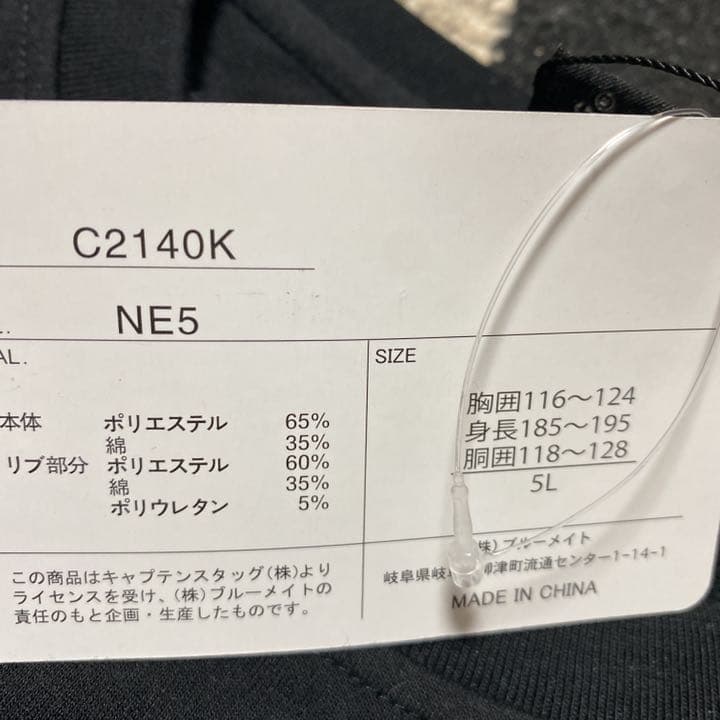 C2140K
L. NE5
AL.
本体 ポリエステル 65%
綿 35%
リブ部分 ポリエステル 60%
綿 35%
ポリウレタン 5%
SIZE
胸囲116〜124
身長185〜195
胴囲118〜128
5L
この商品はキャプテンスタッグ(株)より
ライセンスを受け、(株)ブルーメイトの
責任のもと企画・生産したものです。
株)ブルーメイト
岐阜県岐 柳津町流通センター1-14-1
MADE IN CHINA